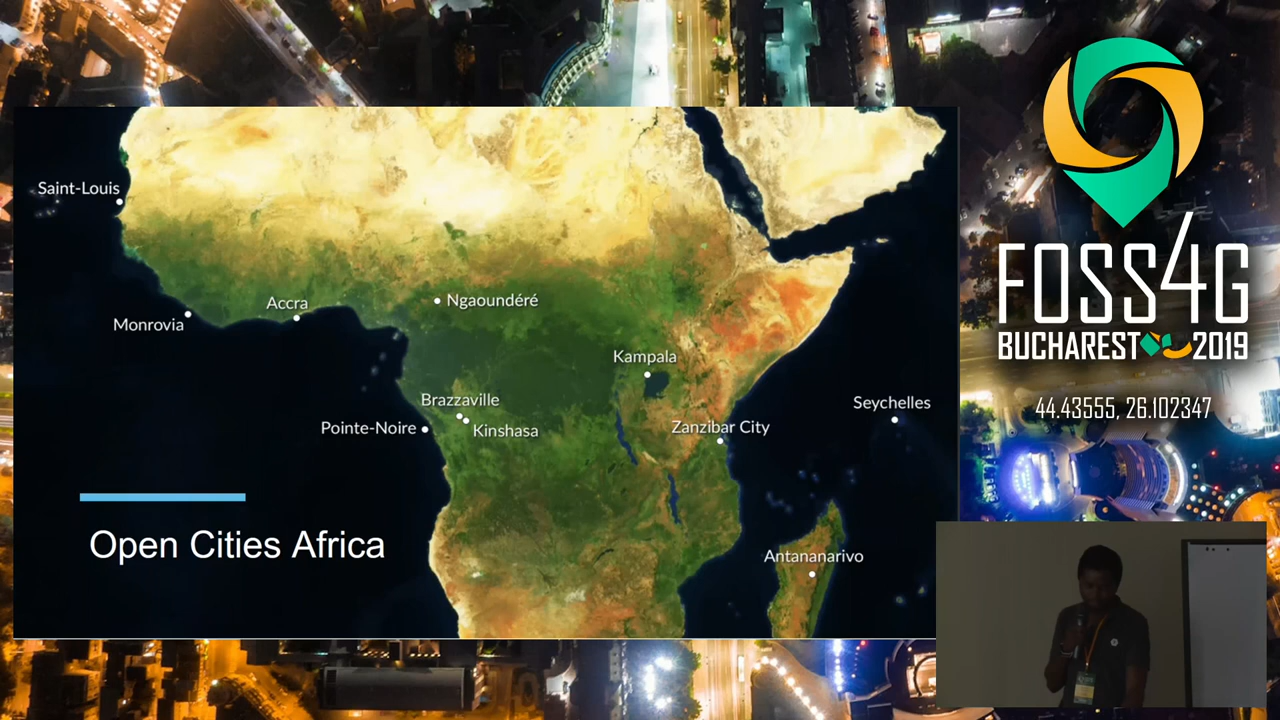 Saint-Louis
Monrovia
Accra
Ngaoundéré
Kampala
Brazzaville
Pointe-Noire
Kinshasa
Zanzibar City
Seychelles
Antananarivo
Open Cities Africa
FOSS4G
BUCHAREST 2019
44.43555, 26.102347